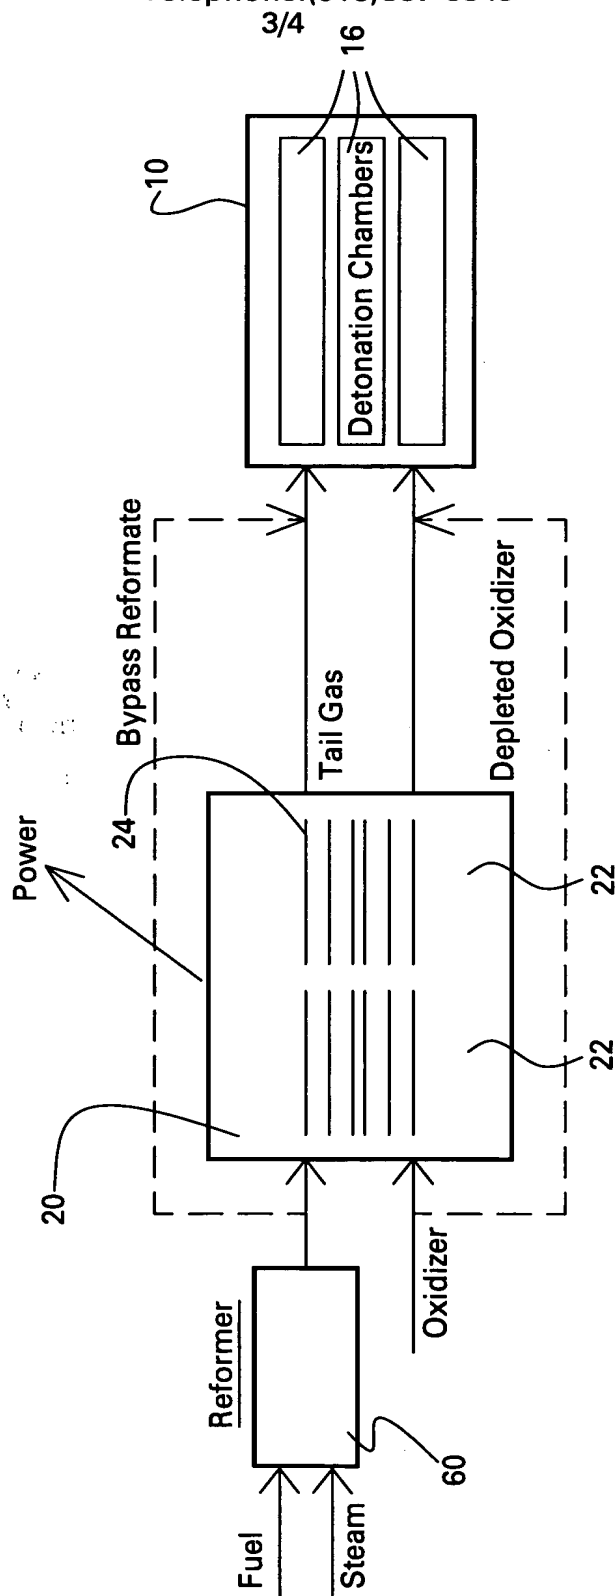 3/4
16
10
Detonation Chambers
Bypass Reformate
24
Tail Gas
Depleted Oxidizer
Power
22
22
20
Reformer
Oxidizer
60
Fuel
Steam